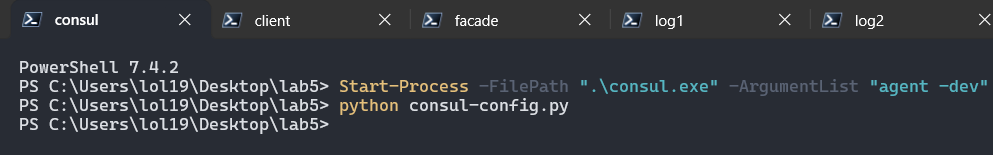 consul client facade log1 log2
PowerShell 7.4.2
PS C:\Users\lol19\Desktop\lab5> Start-Process -FilePath ".\consul.exe" -ArgumentList "agent -dev"
PS C:\Users\lol19\Desktop\lab5> python consul-config.py
PS C:\Users\lol19\Desktop\lab5>